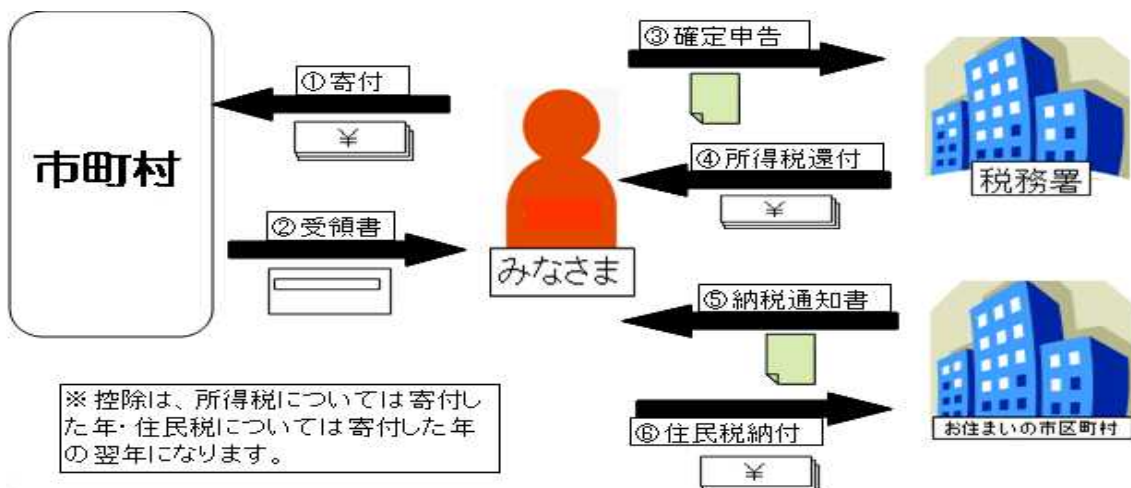 市町村
①寄付
¥
②受領書
みなさま
③確定申告
④所得税還付
¥
税務署
⑤納税通知書
⑥住民税納付
¥
お住まいの市区町村
※控除は、所得税については寄付し
た年・住民税については寄付した年
の翌年になります。